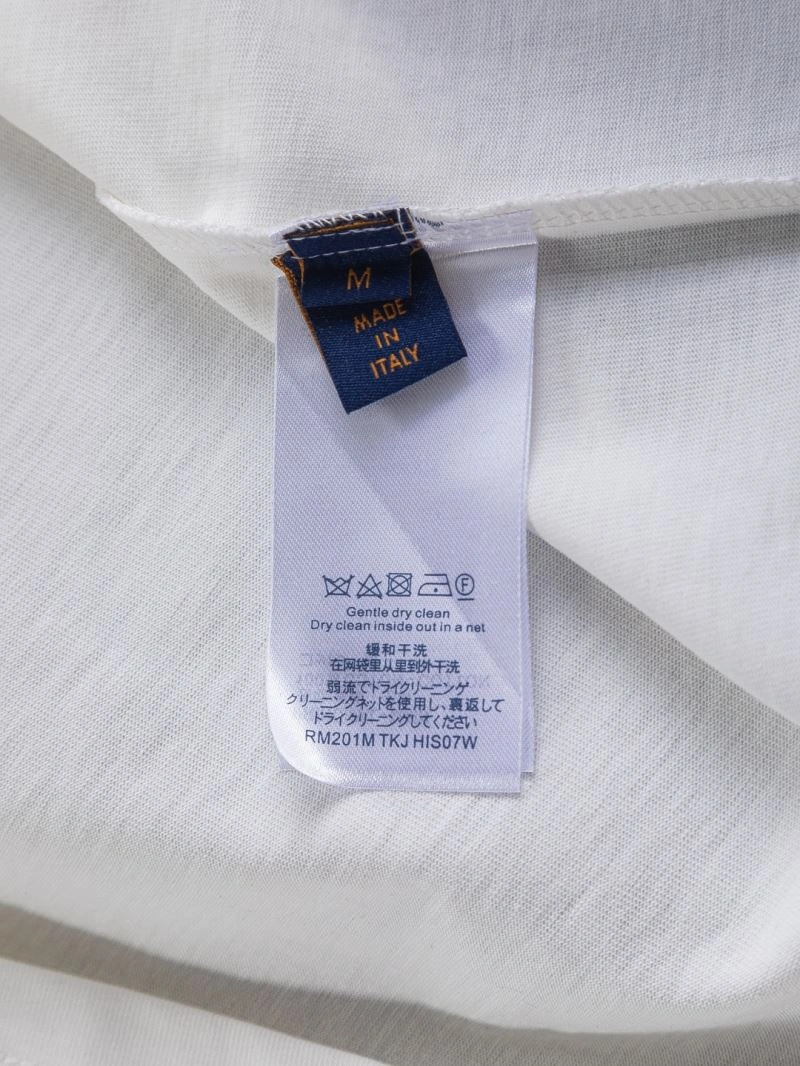 M
MADE
IN
ITALY
F
Gentle dry clean
Dry clean inside out in a net
缓和干洗
在网袋里从里到外干洗
弱流でドライクリーニング
クリーニングネットを使用し、裏返して
ドライクリーニングしてください
RM201M TKJ HIS07W